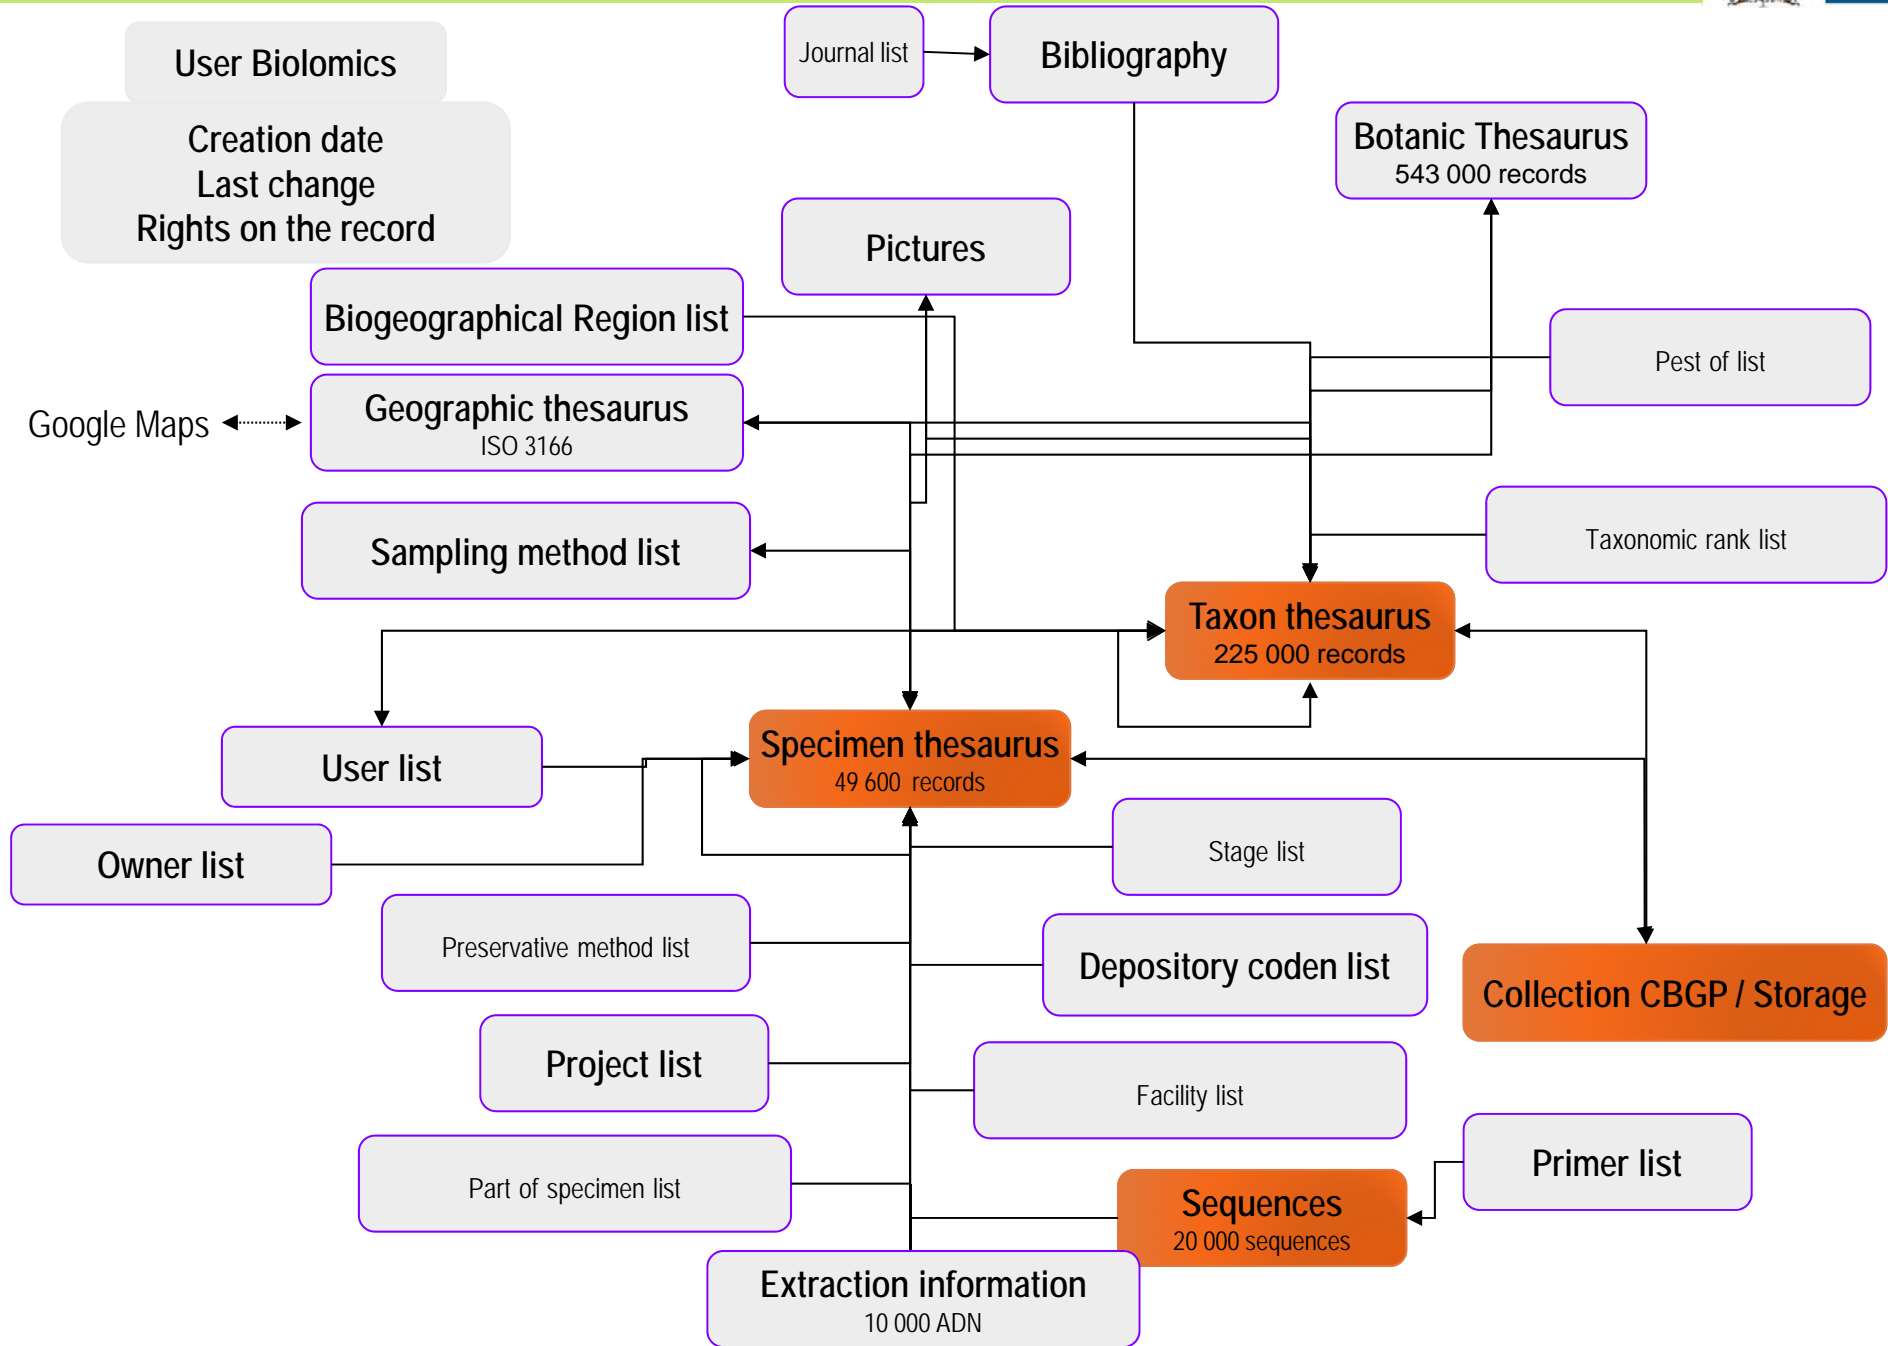 Journal list
Bibliography
User Biolomics
Creation date
Last change
Rights on the record
Botanic Thesaurus
543 000 records
Pictures
Biogeographical Region list
Pest of list
Google Maps
Geographic thesaurus
ISO 3166
Sampling method list
Taxonomic rank list
Taxon thesaurus
225 000 records
User list
Specimen thesaurus
49 600 records
Owner list
Stage list
Preservative method list
Depository coden list
Collection CBGP / Storage
Project list
Facility list
Part of specimen list
Primer list
Sequences
20 000 sequences
Extraction information
10 000 ADN